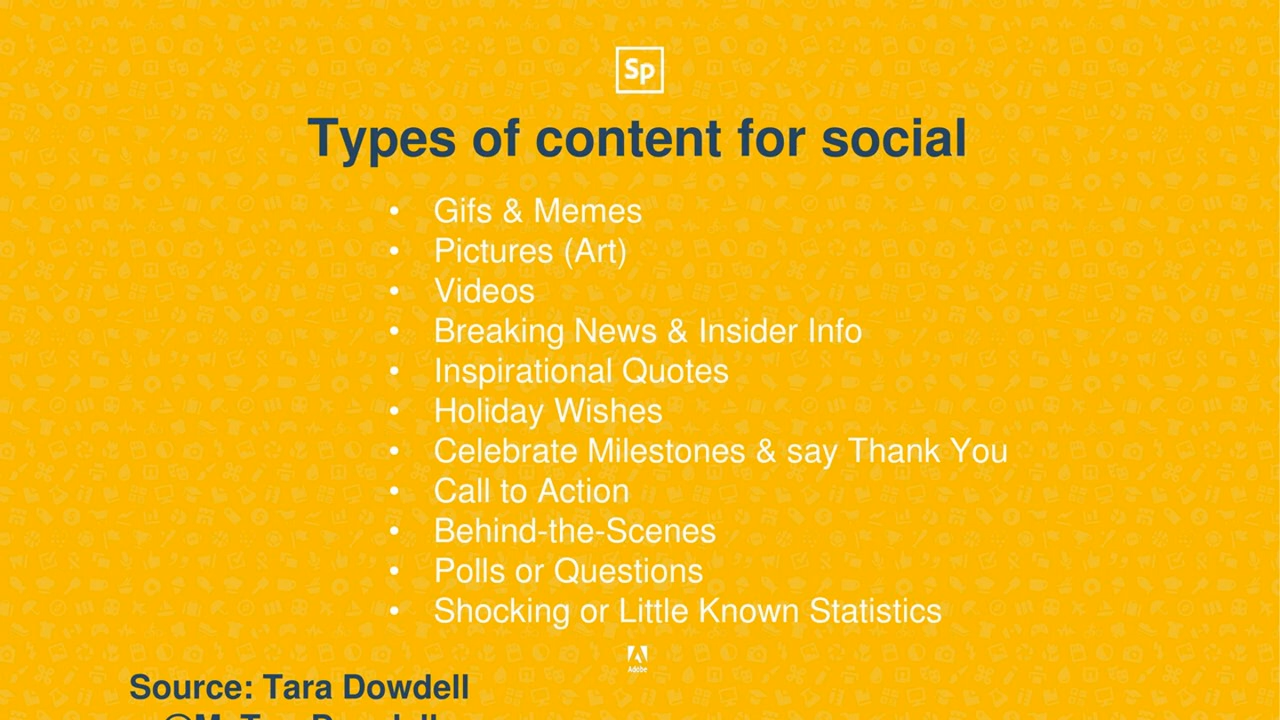 Sp
Types of content for social
• Gifs & Memes
• Pictures (Art)
• Videos
• Breaking News & Insider Info
• Inspirational Quotes
• Holiday Wishes
• Celebrate Milestones & say Thank You
• Call to Action
• Behind-the-Scenes
• Polls or Questions
• Shocking or Little Known Statistics
Adobe
Source: Tara Dowdell